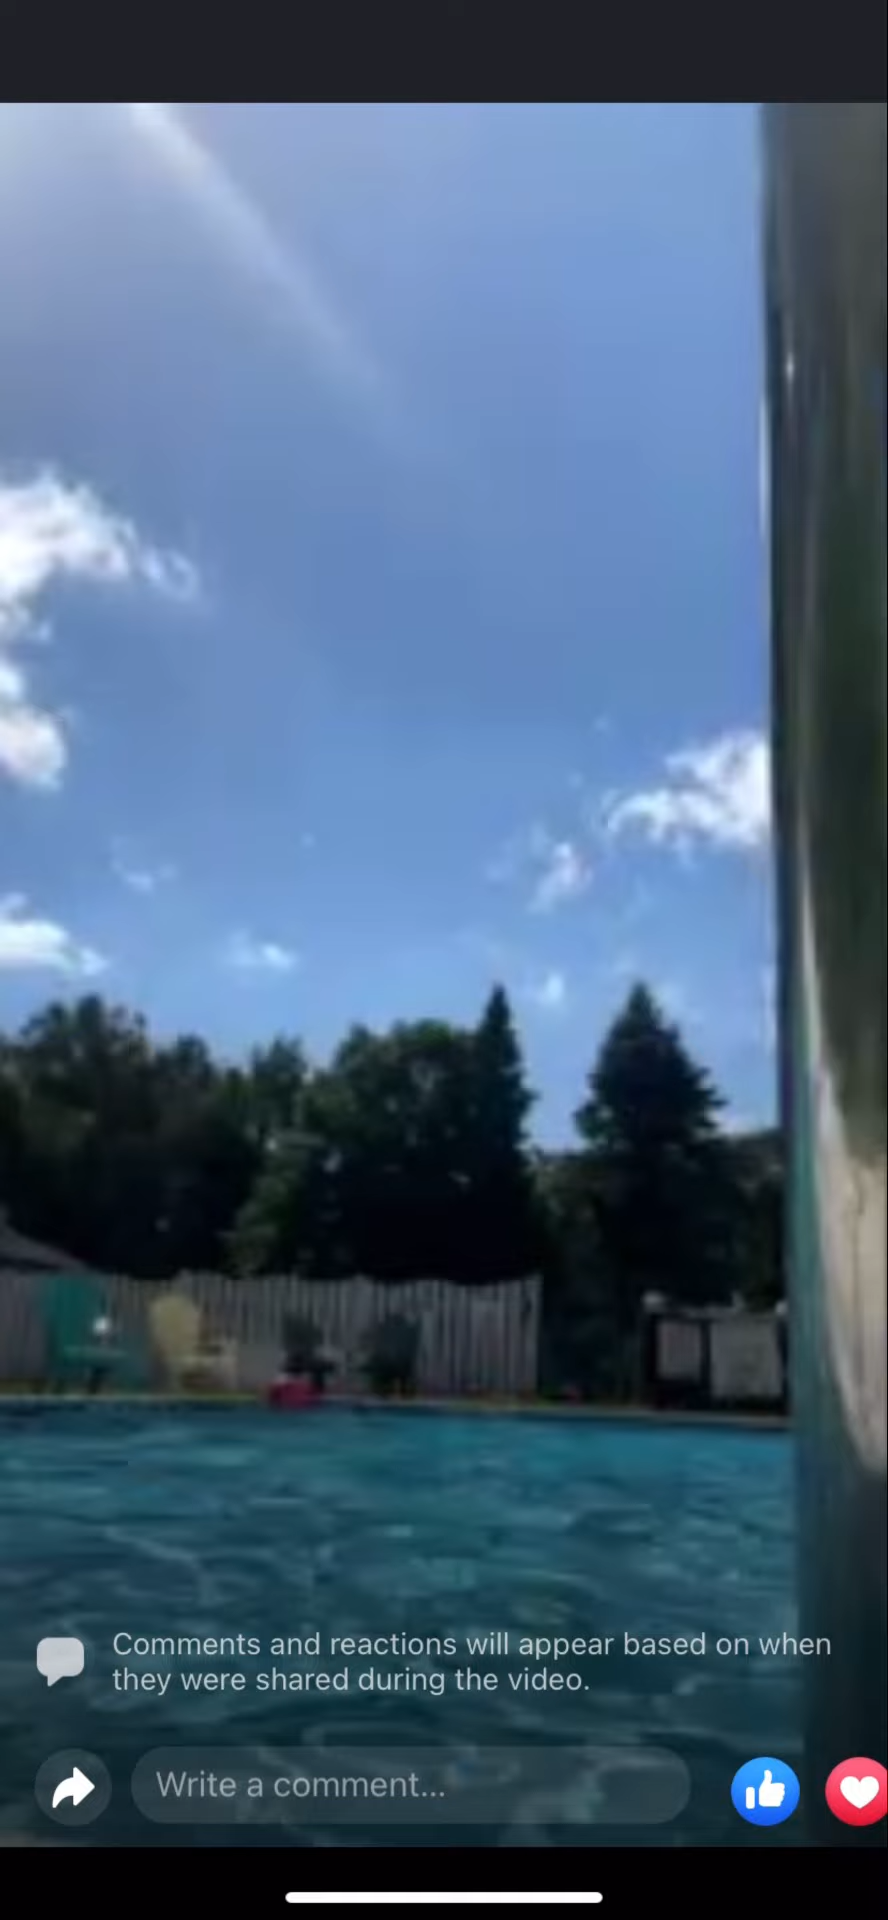 Comments and reactions will appear based on when
they were shared during the video.
Write a comment...